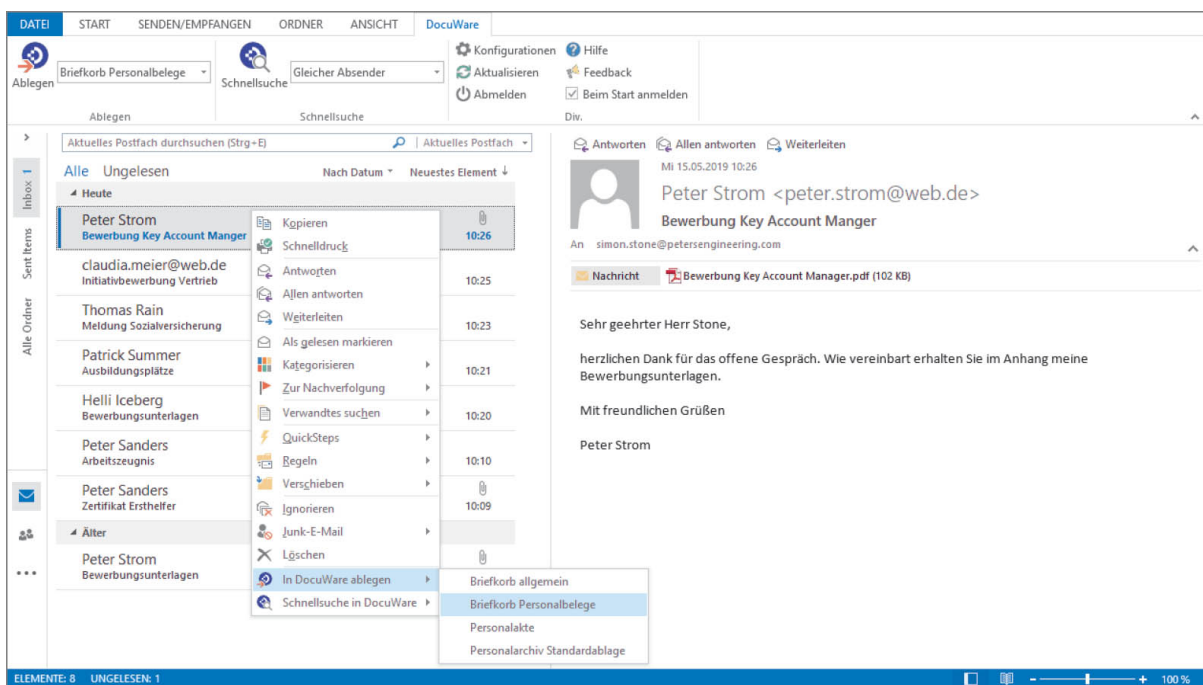 DATEI START SENDEN/EMPFANGEN ORDNER ANSICHT DocuWare
Ablegen
Briefkorb Personalbelege
Schnellsuche
Gleicher Absender
Konfigurationen
Aktualisieren
Abmelden
Hilfe
Feedback
Beim Start anmelden
Ablegen Schnellsuche Div.
Inbox 1
Sent Items
Alle Ordner
Aktuelles Postfach durchsuchen (Strg+E) Aktuelles Postfach
Alle Ungelesen Nach Datum Neuestes Element ↓
Heute
Peter Strom
Bewerbung Key Account Manger 10:26
claudia.meier@web.de
Initiativbewerbung Vertrieb 10:25
Thomas Rain
Meldung Sozialversicherung 10:23
Patrick Summer
Ausbildungsplätze 10:21
Helli Iceberg
Bewerbungsunterlagen 10:20
Peter Sanders
Arbeitszeugnis 10:10
Peter Sanders
Zertifikat Ersthelfer 10:09
Älter
Peter Strom
Bewerbungsunterlagen
Kopieren
Schnelldruck
Antworten
Allen antworten
Weiterleiten
Als gelesen markieren
Kategorisieren
Zur Nachverfolgung
Verwandtes suchen
QuickSteps
Regeln
Verschieben
Ignorieren
Junk-E-Mail
Löschen
In DocuWare ablegen
Schnellsuche in DocuWare
Briefkorb allgemein
Briefkorb Personalbelege
Personalakte
Personalarchiv Standardablage
Antworten Allen antworten Weiterleiten
Mi 15.05.2019 10:26
Peter Strom <peter.strom@web.de>
Bewerbung Key Account Manger
An simon.stone@petersengineering.com
Nachricht Bewerbung Key Account Manager.pdf (102 KB)
Sehr geehrter Herr Stone,
herzlichen Dank für das offene Gespräch. Wie vereinbart erhalten Sie im Anhang meine
Bewerbungsunterlagen.
Mit freundlichen Grüßen
Peter Strom
ELEMENTE: 8 UNGELESEN: 1 - + 100 %